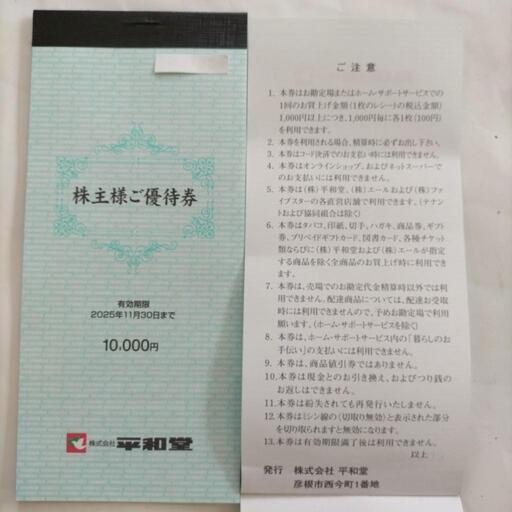 株主様ご優待券
有効期限
2025年11月30日まで
10,000円
株式会社 平和堂
ご注意
1. 本券はお勘定場またはホーム・サポートサービスでの
1回のお買上げ金額(1枚のレシートの税込金額)
1,000円以上につき、1,000円毎に各1枚(100円)
を利用できます。
2. 本券を利用される場合、精算時に必ずお出し下さい。
3. 本券はコード決済でのお支払い時には利用できません。
4. 本券はオンラインショップ、およびネットスーパーで
のお支払いには利用できません。
5. 本券は(株)平和堂、(株)エールおよび(株)ファ
イブスターの各直営店舗で利用できます。(テナン
トおよび協同組合は除く)
6. 本券はタバコ、印紙、切手、ハガキ、商品券、ギフト
券、プリペイドギフトカード、図書カード、各種チケット
類ならびに(株)平和堂および(株)エールが指定
する商品を除く全商品のお買上げ時に利用できま
す。
7. 本券は、売場でのお勘定代金精算時以外では利
用できません。配達商品については、配達お受取
時には利用できませんので、予めお勘定場で利用
願います。(ホーム・サポートサービスを除く)
8. 本券は、ホーム・サポートサービス内の「暮らしのお
手伝い」の支払いには利用できません。
9. 本券は、商品値引券ではありません。
10. 本券は現金とのお引き換え、およびつり銭のお
返しはできません。
11. 本券は紛失されても再発行いたしません。
12. 本券はミシン線の〈切取り無効〉と表示された部分
を切り取られますと無効になります。
13. 本券は有効期限満了後は利用できません。
以上
発行 株式会社 平和堂
彦根市西今町1番地